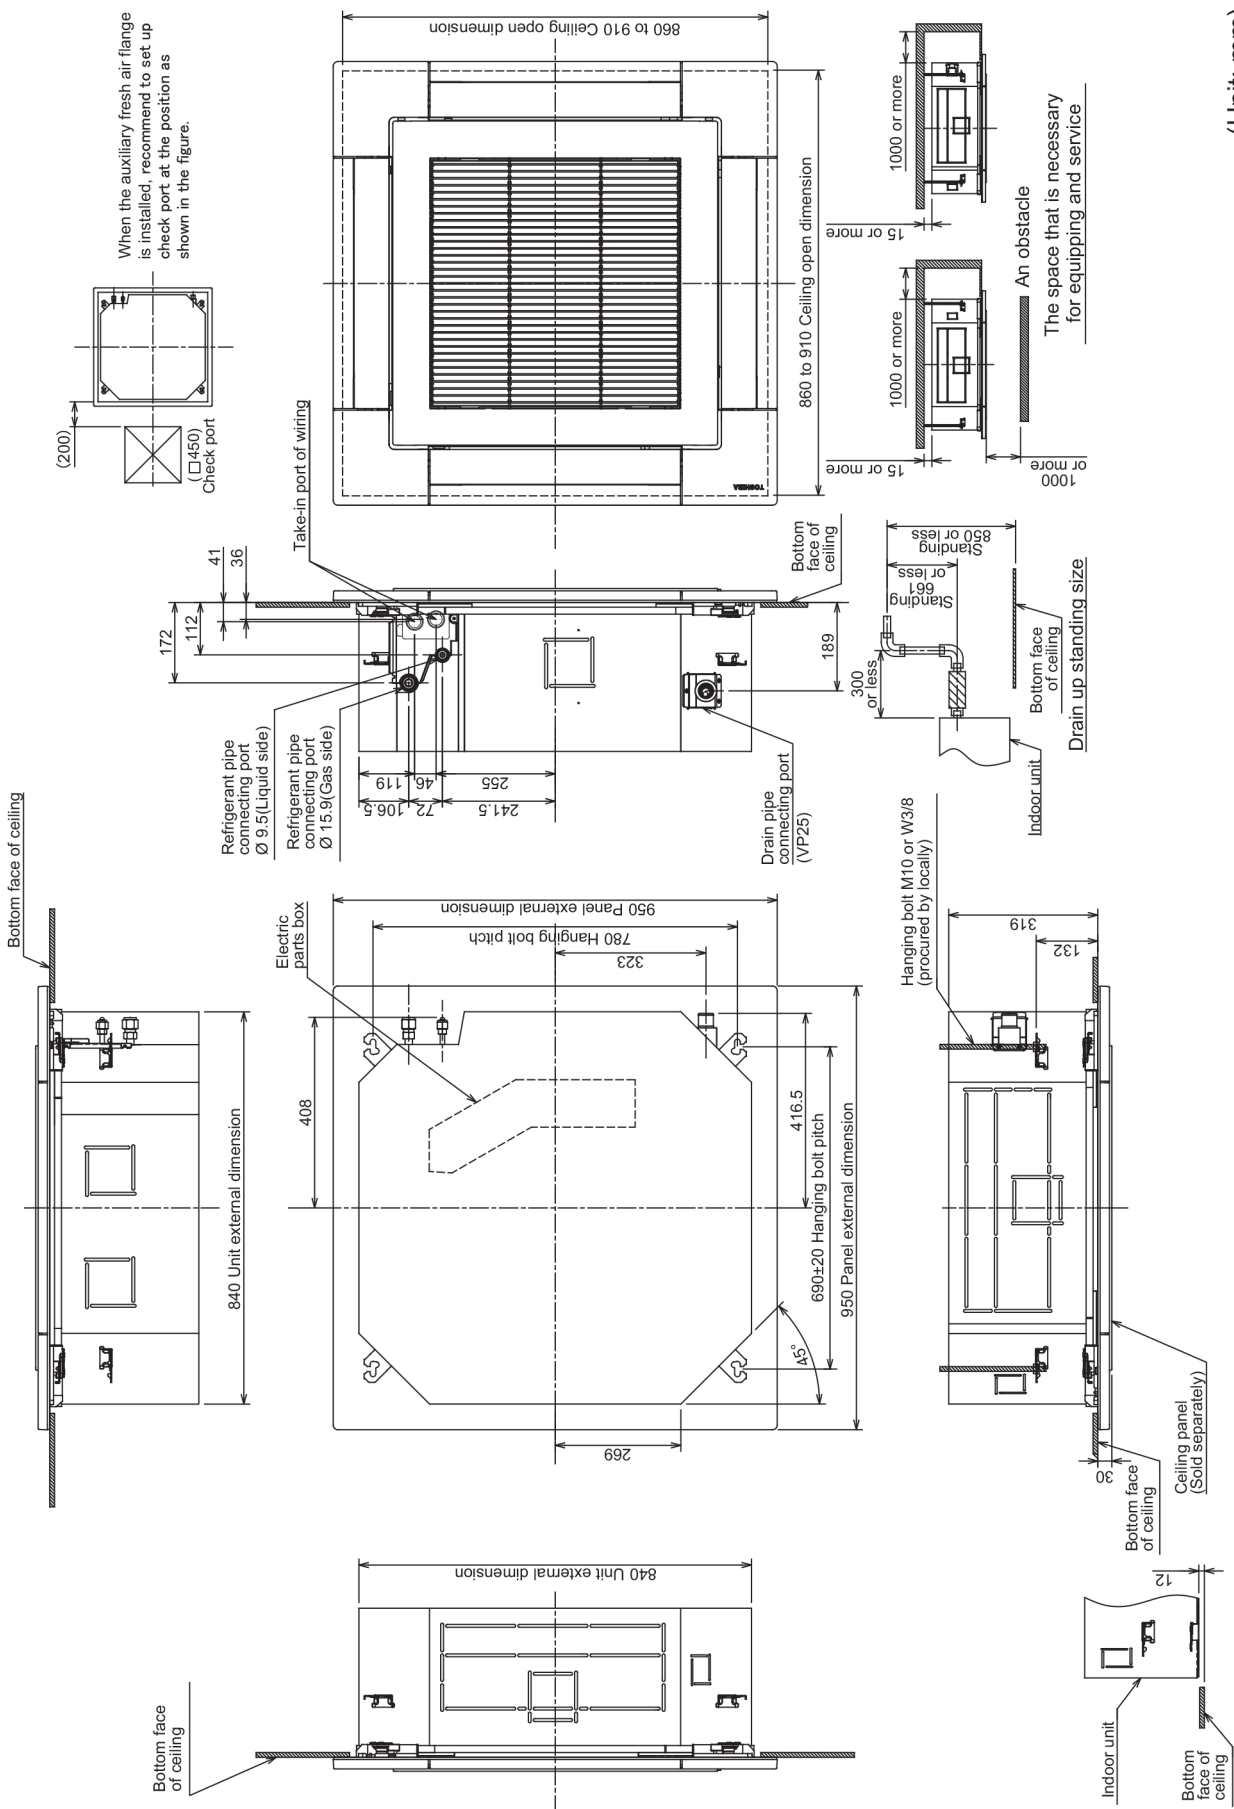 When the auxiliary fresh air flange
is installed, recommend to set up
check port at the position as
shown in the figure.
(200)
(□450)
Check port
860 to 910 Ceiling open dimension
860 to 910 Ceiling open dimension
TOSHIBA
1000 or more
15 or more
1000 or more
15 or more
1000
or more
An obstacle
The space that is necessary
for equipping and service
Take-in port of wiring
41
36
172
112
Refrigerant pipe
connecting port
Ø 9.5(Liquid side)
Refrigerant pipe
connecting port
Ø 15.9(Gas side)
119
46
255
106.5
72
241.5
189
Bottom
face of
ceiling
Drain pipe
connecting port
(VP25)
Standing
850 or less
Standing
661
or less
300
or less
Bottom face
of ceiling
Indoor unit
Drain up standing size
Bottom face of ceiling
840 Unit external dimension
Electric
parts box
950 Panel external dimension
780 Hanging bolt pitch
323
408
416.5
690±20 Hanging bolt pitch
950 Panel external dimension
45°
269
Hanging bolt M10 or W3/8
(procured by locally)
319
132
30
Ceiling panel
(Sold separately)
Bottom face
of ceiling
840 Unit external dimension
Bottom face
of ceiling
12
Indoor unit
Bottom
face of
ceiling